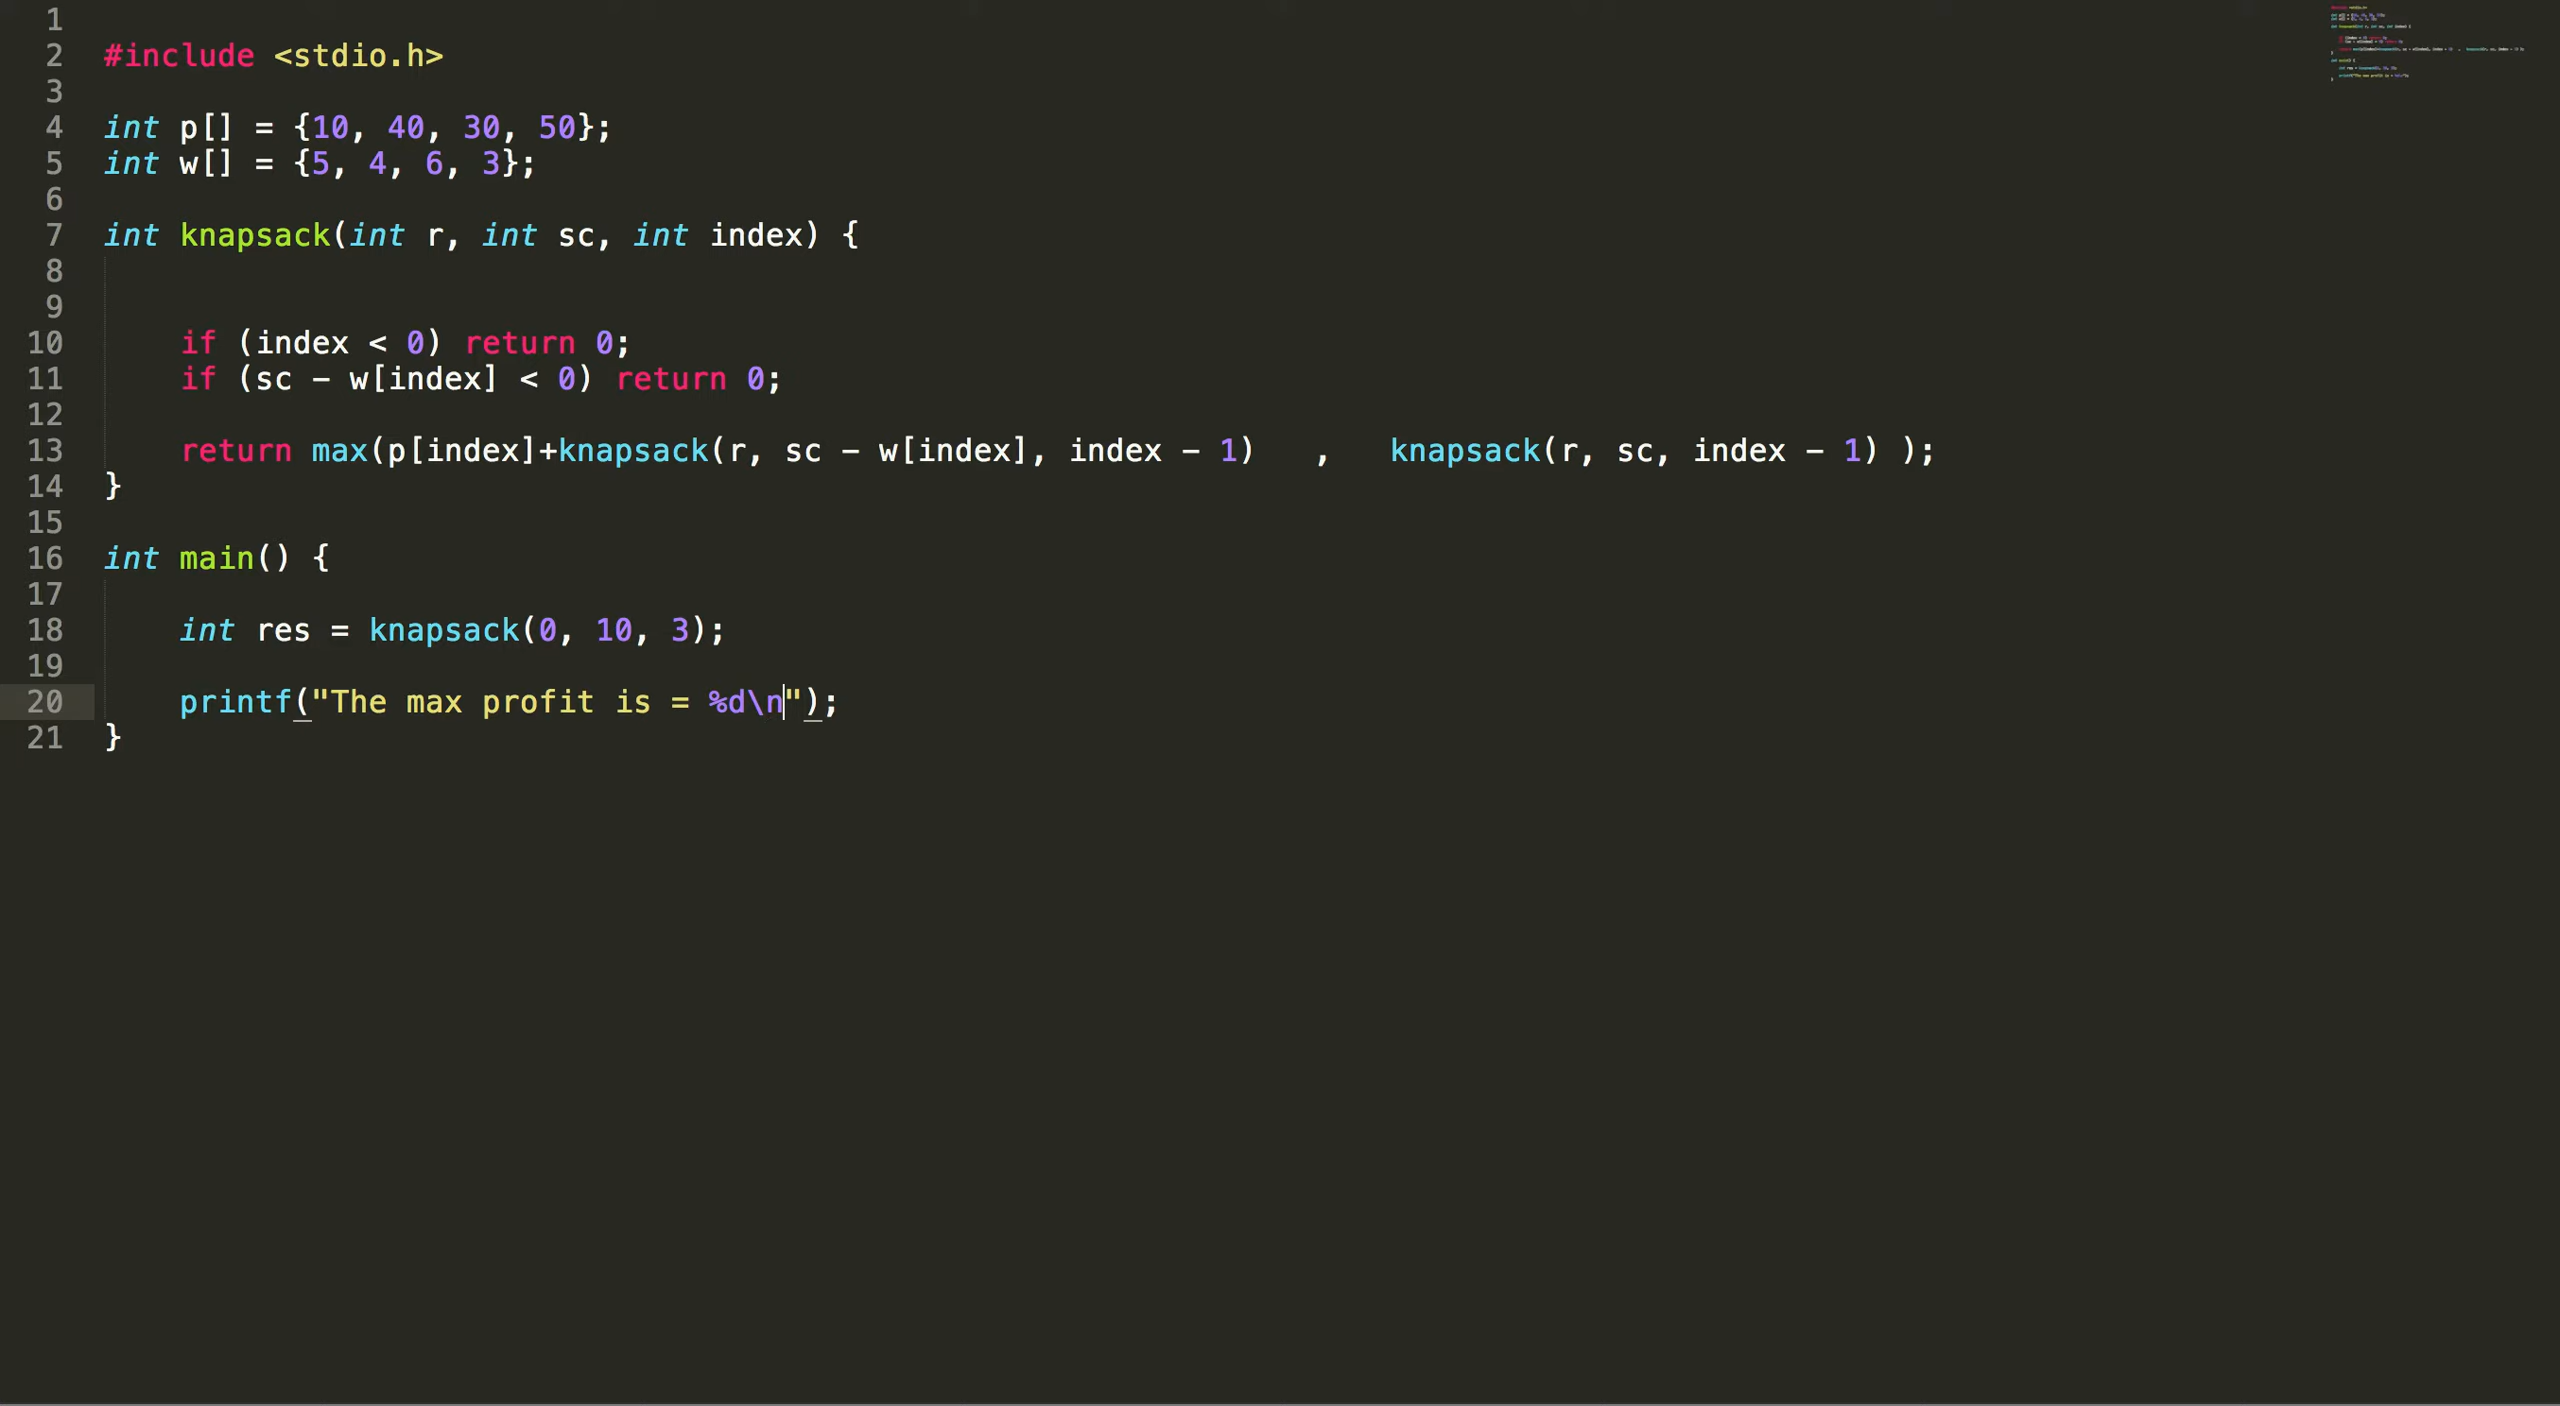 1
2 #include <stdio.h>
3
4 int p[] = {10, 40, 30, 50};
5 int w[] = {5, 4, 6, 3};
6
7 int knapsack(int r, int sc, int index) {
8
9
10 if (index < 0) return 0;
11 if (sc - w[index] < 0) return 0;
12
13 return max(p[index]+knapsack(r, sc - w[index], index - 1) , knapsack(r, sc, index - 1) );
14 }
15
16 int main() {
17
18 int res = knapsack(0, 10, 3);
19
20 printf("The max profit is = %d\n");
21 }